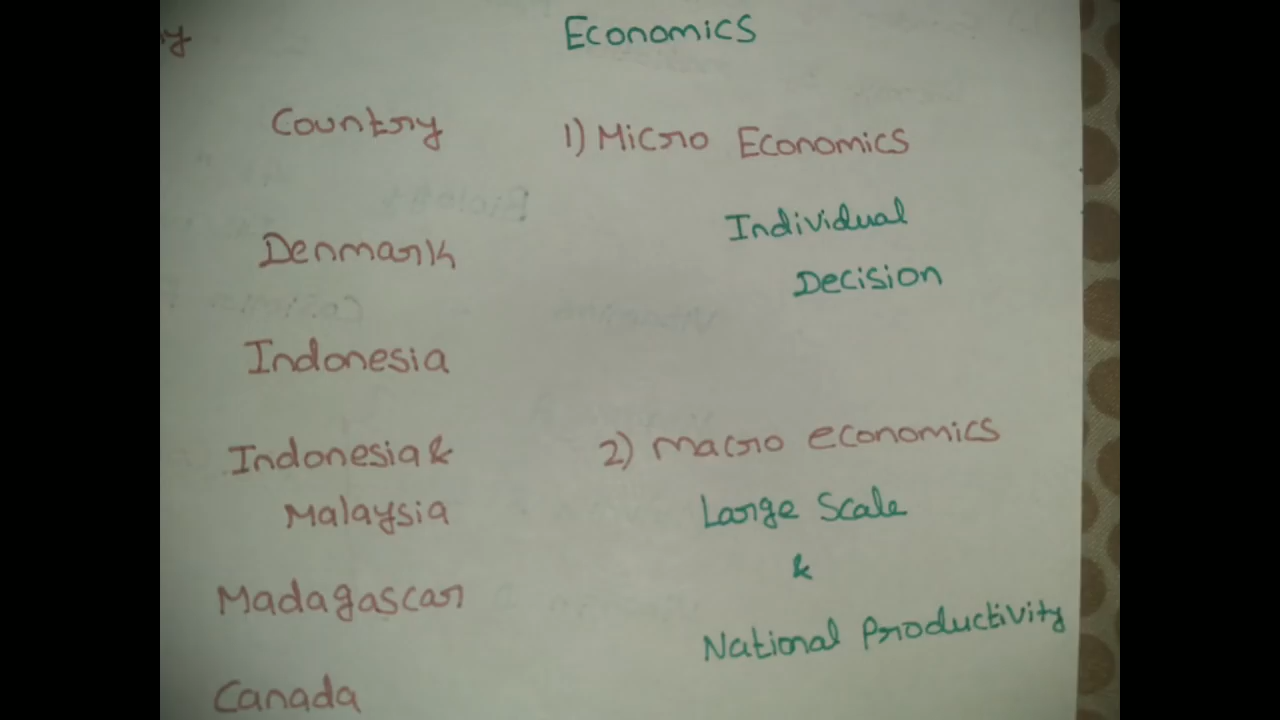 Economics
Country
Denmark
Indonesia
Indonesia &
Malaysia
Madagascar
Canada
1) Micro Economics
Individual
Decision
2) Macro economics
Large Scale
&
National Productivity